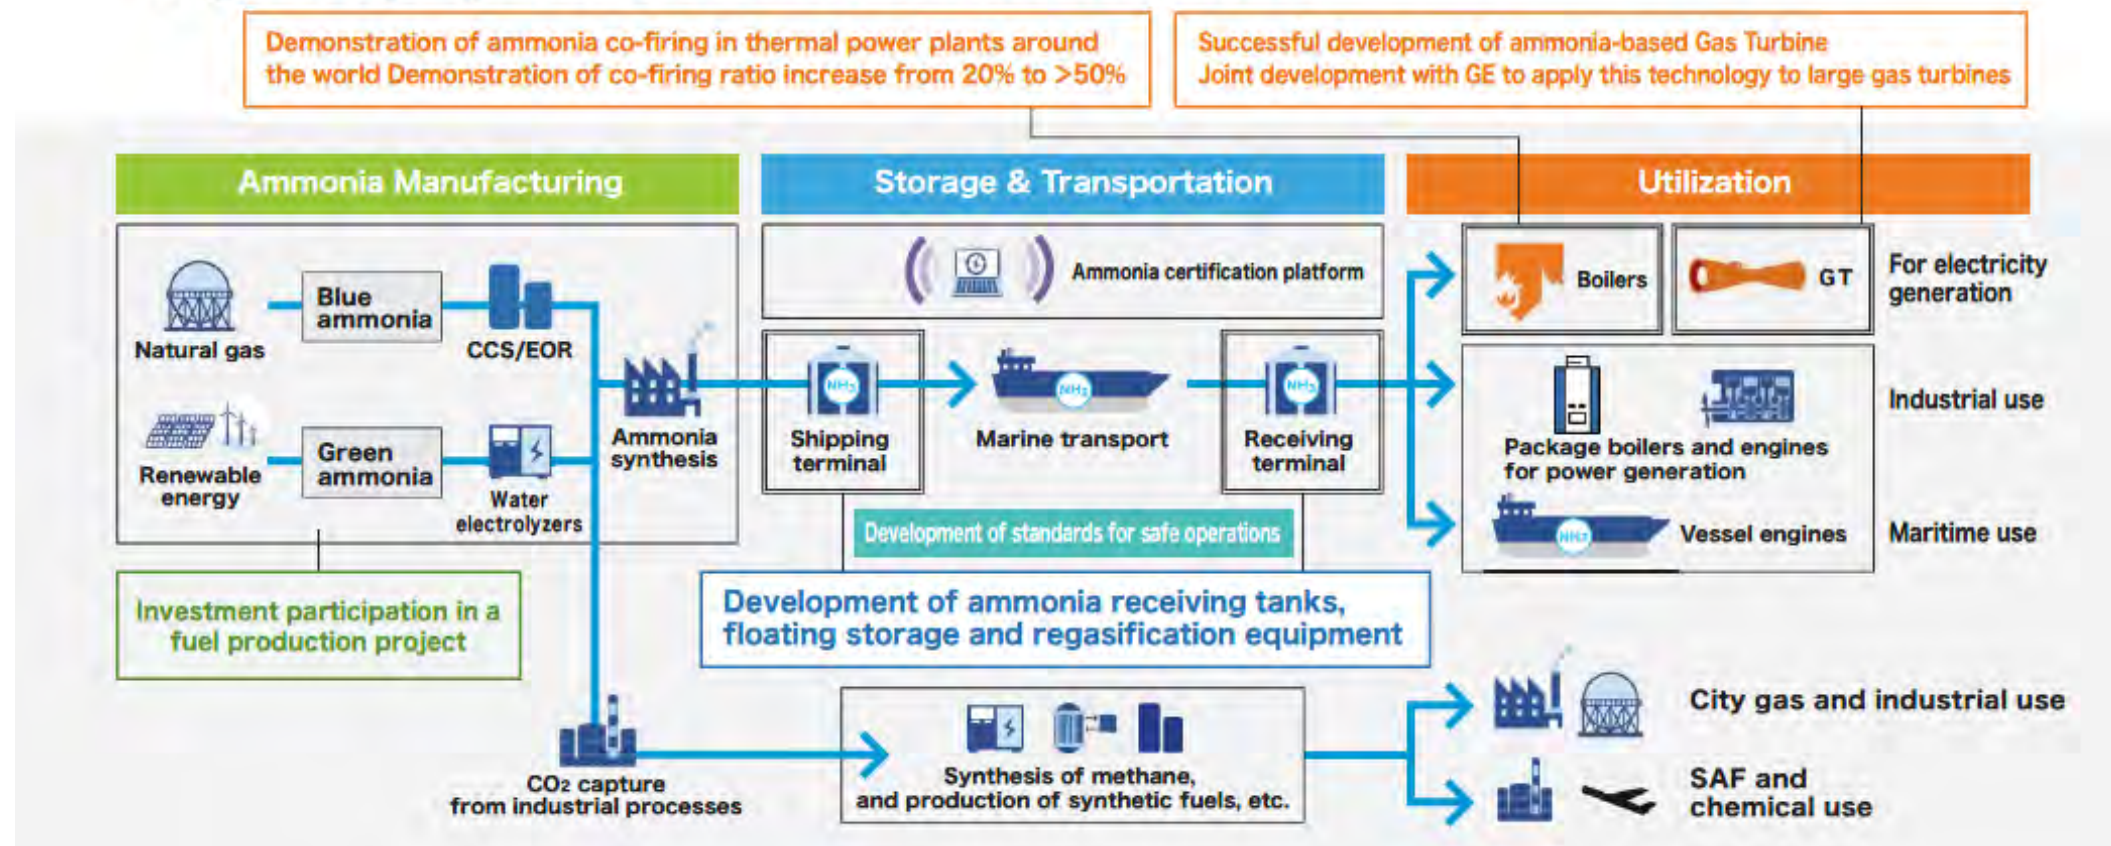 Demonstration of ammonia co-firing in thermal power plants around
the world Demonstration of co-firing ratio increase from 20% to >50%
Successful development of ammonia-based Gas Turbine
Joint development with GE to apply this technology to large gas turbines
Ammonia Manufacturing
Storage & Transportation
Utilization
Natural gas
Blue
ammonia
CCS/EOR
Renewable
energy
Green
ammonia
Water
electrolyzers
Ammonia
synthesis
Ammonia certification platform
NH₃
Shipping
terminal
NH₃
Marine transport
NH₃
Receiving
terminal
Boilers
GT
For electricity
generation
Package boilers and engines
for power generation
Industrial use
NH₃
Vessel engines
Maritime use
Development of standards for safe operations
Investment participation in a
fuel production project
Development of ammonia receiving tanks,
floating storage and regasification equipment
CO₂ capture
from industrial processes
Synthesis of methane,
and production of synthetic fuels, etc.
City gas and industrial use
SAF and
chemical use